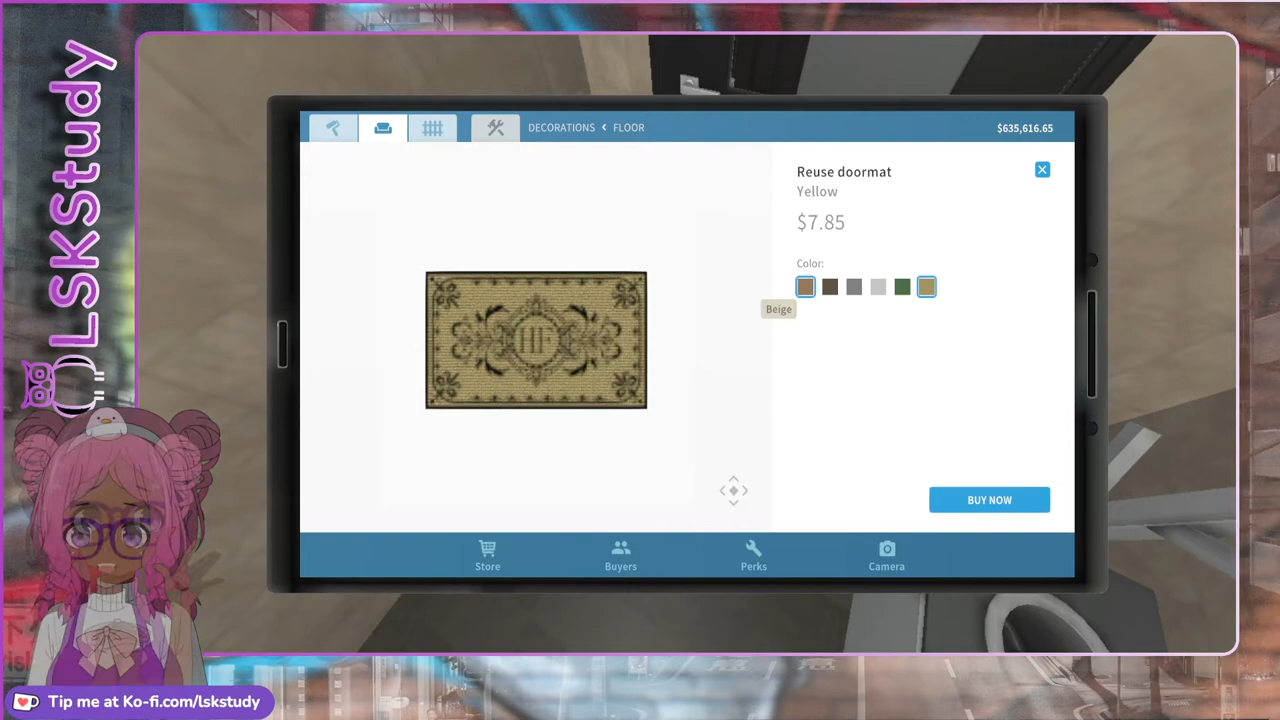 LSKStudy
DECORATIONS < FLOOR
$635,616.65
Reuse doormat
Yellow
$7.85
Color:
Beige
BUY NOW
Store
Buyers
Perks
Camera
Tip me at Ko-fi.com/lskstudy